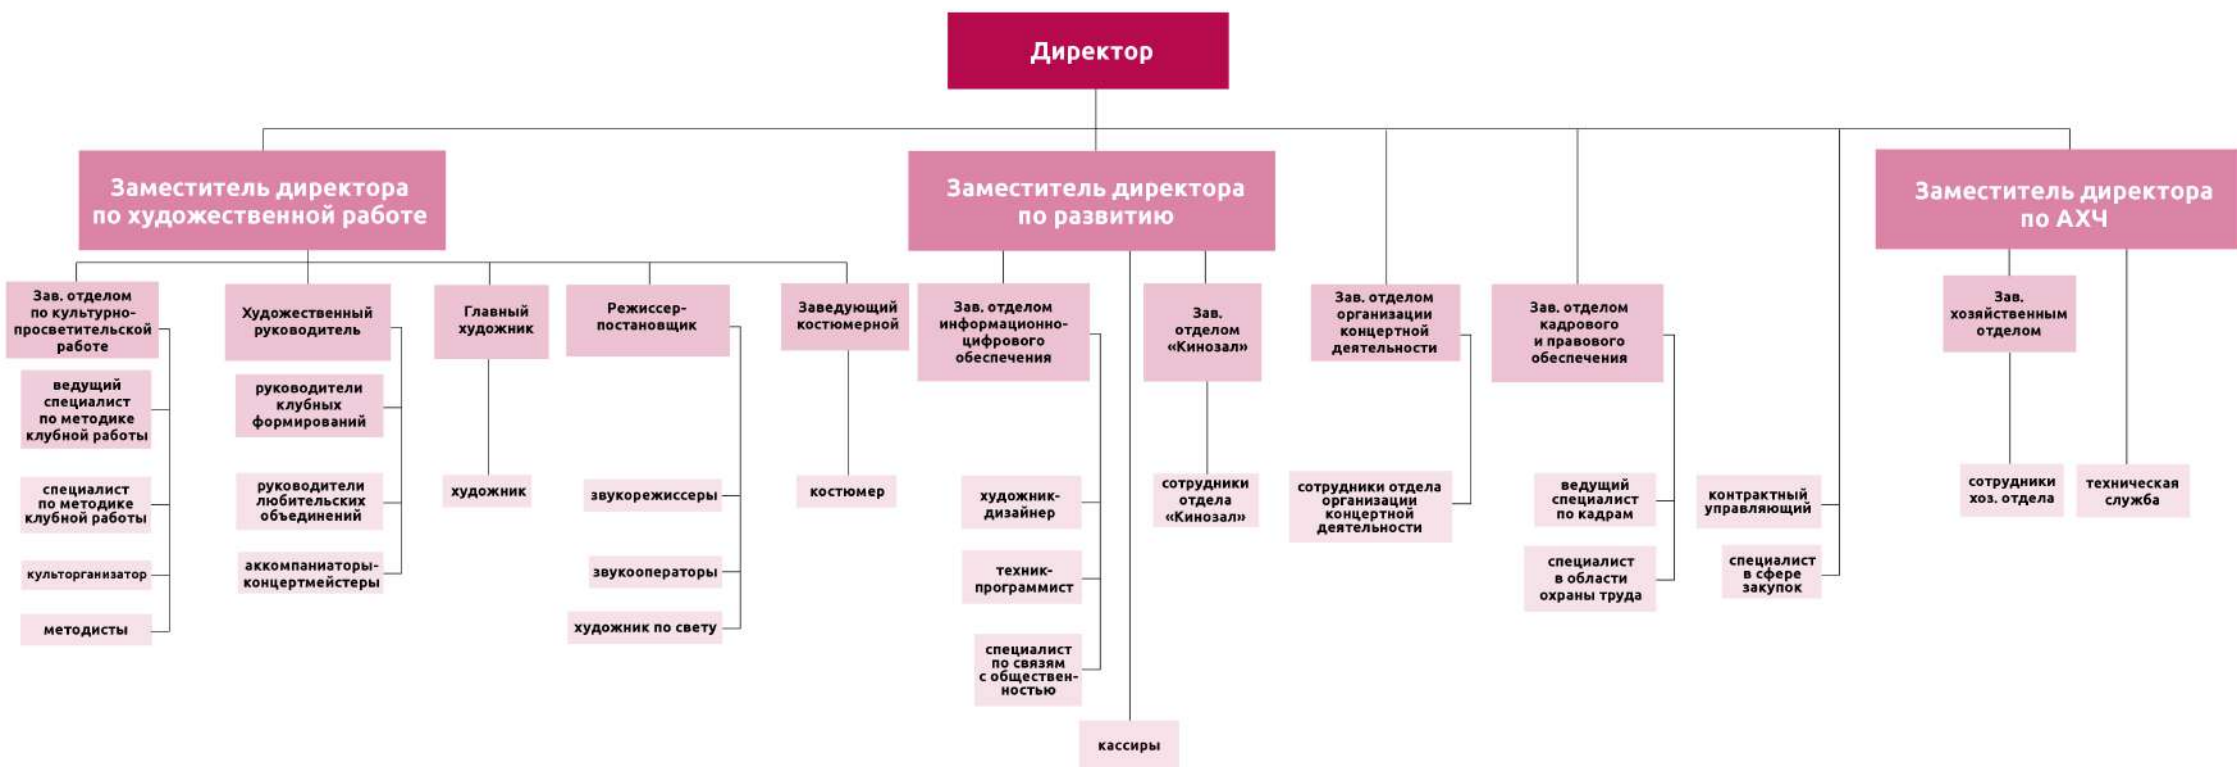 Директор
Заместитель директора
по художественной работе
Заместитель директора
по развитию
Заместитель директора
по АХЧ
Зав. отделом
по культурно-
просветительской
работе
Художественный
руководитель
Главный
художник
Режиссер-
постановщик
Заведующий
костюмерной
Зав. отделом
информационно-
цифрового
обеспечения
Зав.
отделом
«Кинозал»
Зав. отделом
организации
концертной
деятельности
Зав. отделом
кадрового
и правового
обеспечения
Зав.
хозяйственным
отделом
ведущий
специалист
по методике
клубной работы
руководители
клубных
формирований
специалист
по методике
клубной работы
руководители
любительских
объединений
художник
звукорежиссеры
костюмер
художник-
дизайнер
сотрудники
отдела
«Кинозал»
сотрудники отдела
организации
концертной
деятельности
ведущий
специалист
по кадрам
контрактный
управляющий
сотрудники
хоз. отдела
техническая
служба
культорганизатор
аккомпаниаторы-
концертмейстеры
звукооператоры
техник-
программист
специалист
в области
охраны труда
специалист
в сфере
закупок
методисты
художник по свету
специалист
по связям
с обществен-
ностью
кассиры